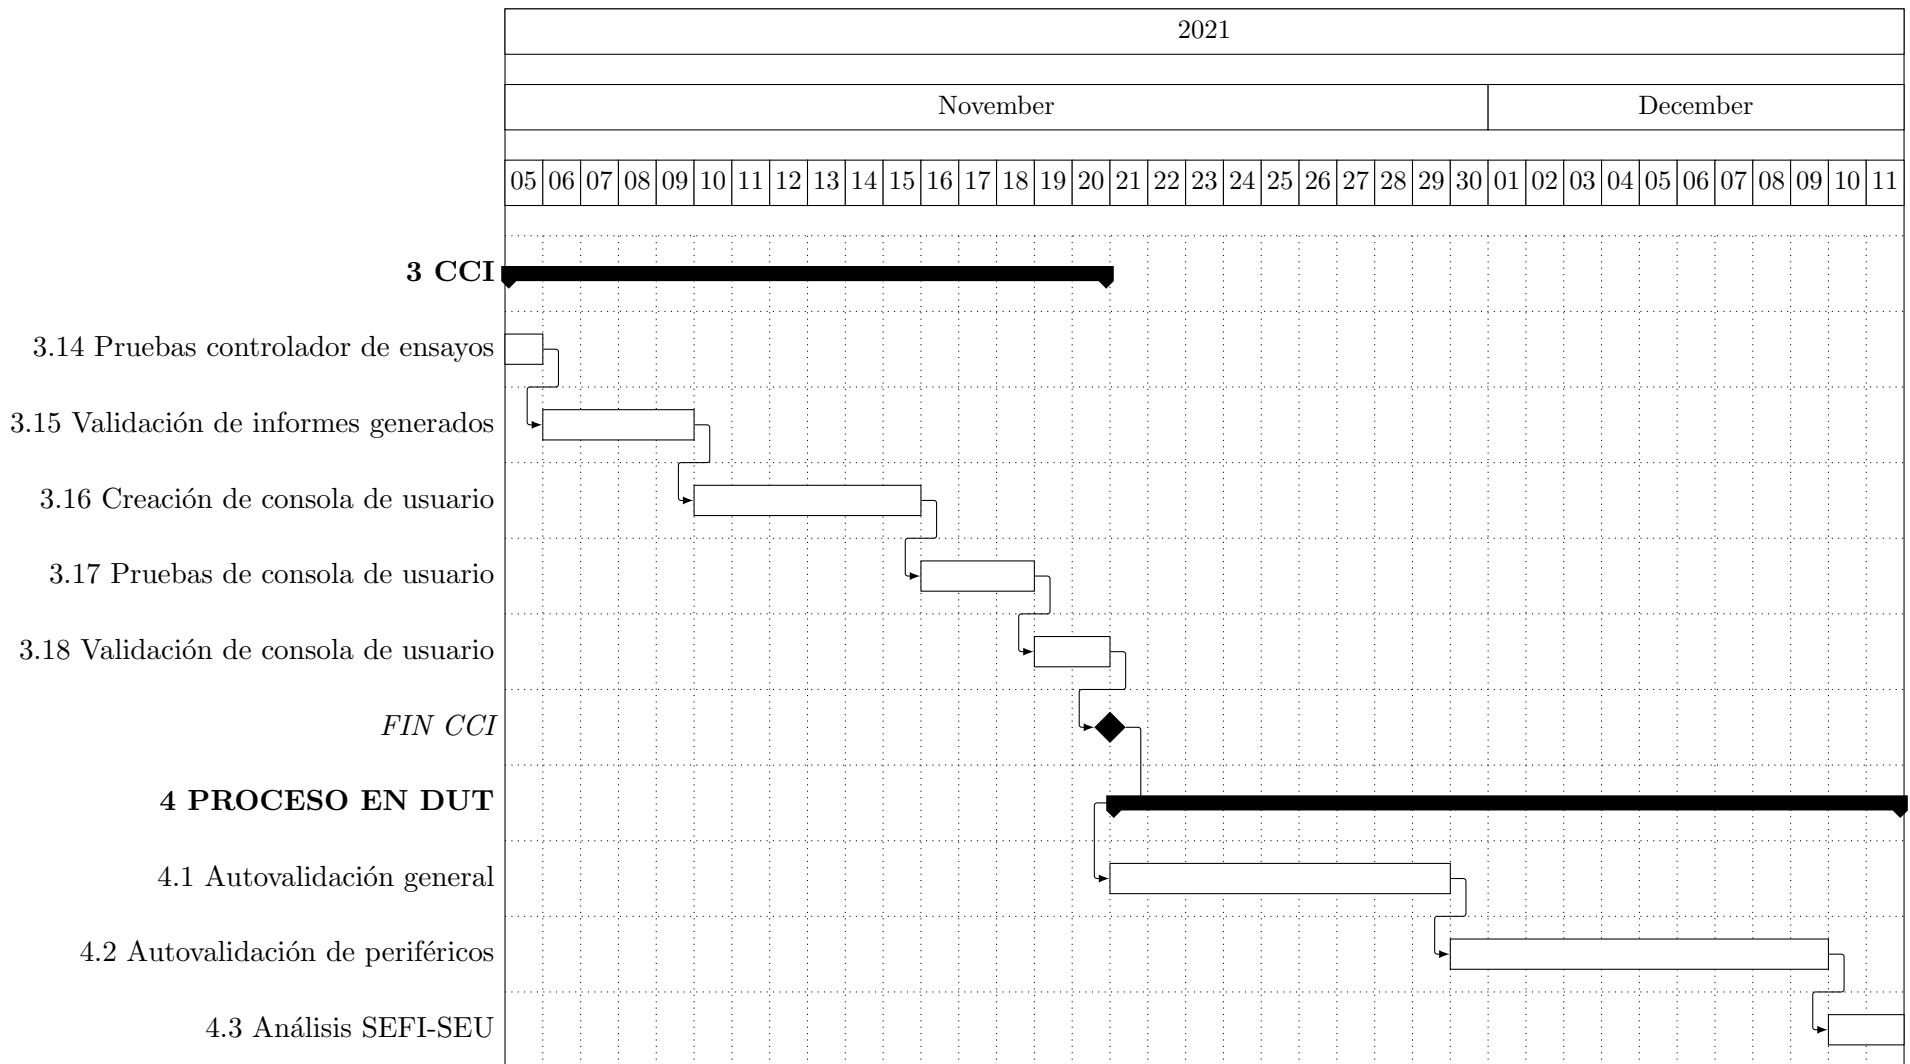 2021
November December
05 06 07 08 09 10 11 12 13 14 15 16 17 18 19 20 21 22 23 24 25 26 27 28 29 30 01 02 03 04 05 06 07 08 09 10 11
3 CCI
3.14 Pruebas controlador de ensayos
3.15 Validación de informes generados
3.16 Creación de consola de usuario
3.17 Pruebas de consola de usuario
3.18 Validación de consola de usuario
FIN CCI
4 PROCESO EN DUT
4.1 Autovalidación general
4.2 Autovalidación de periféricos
4.3 Análisis SEFI-SEU